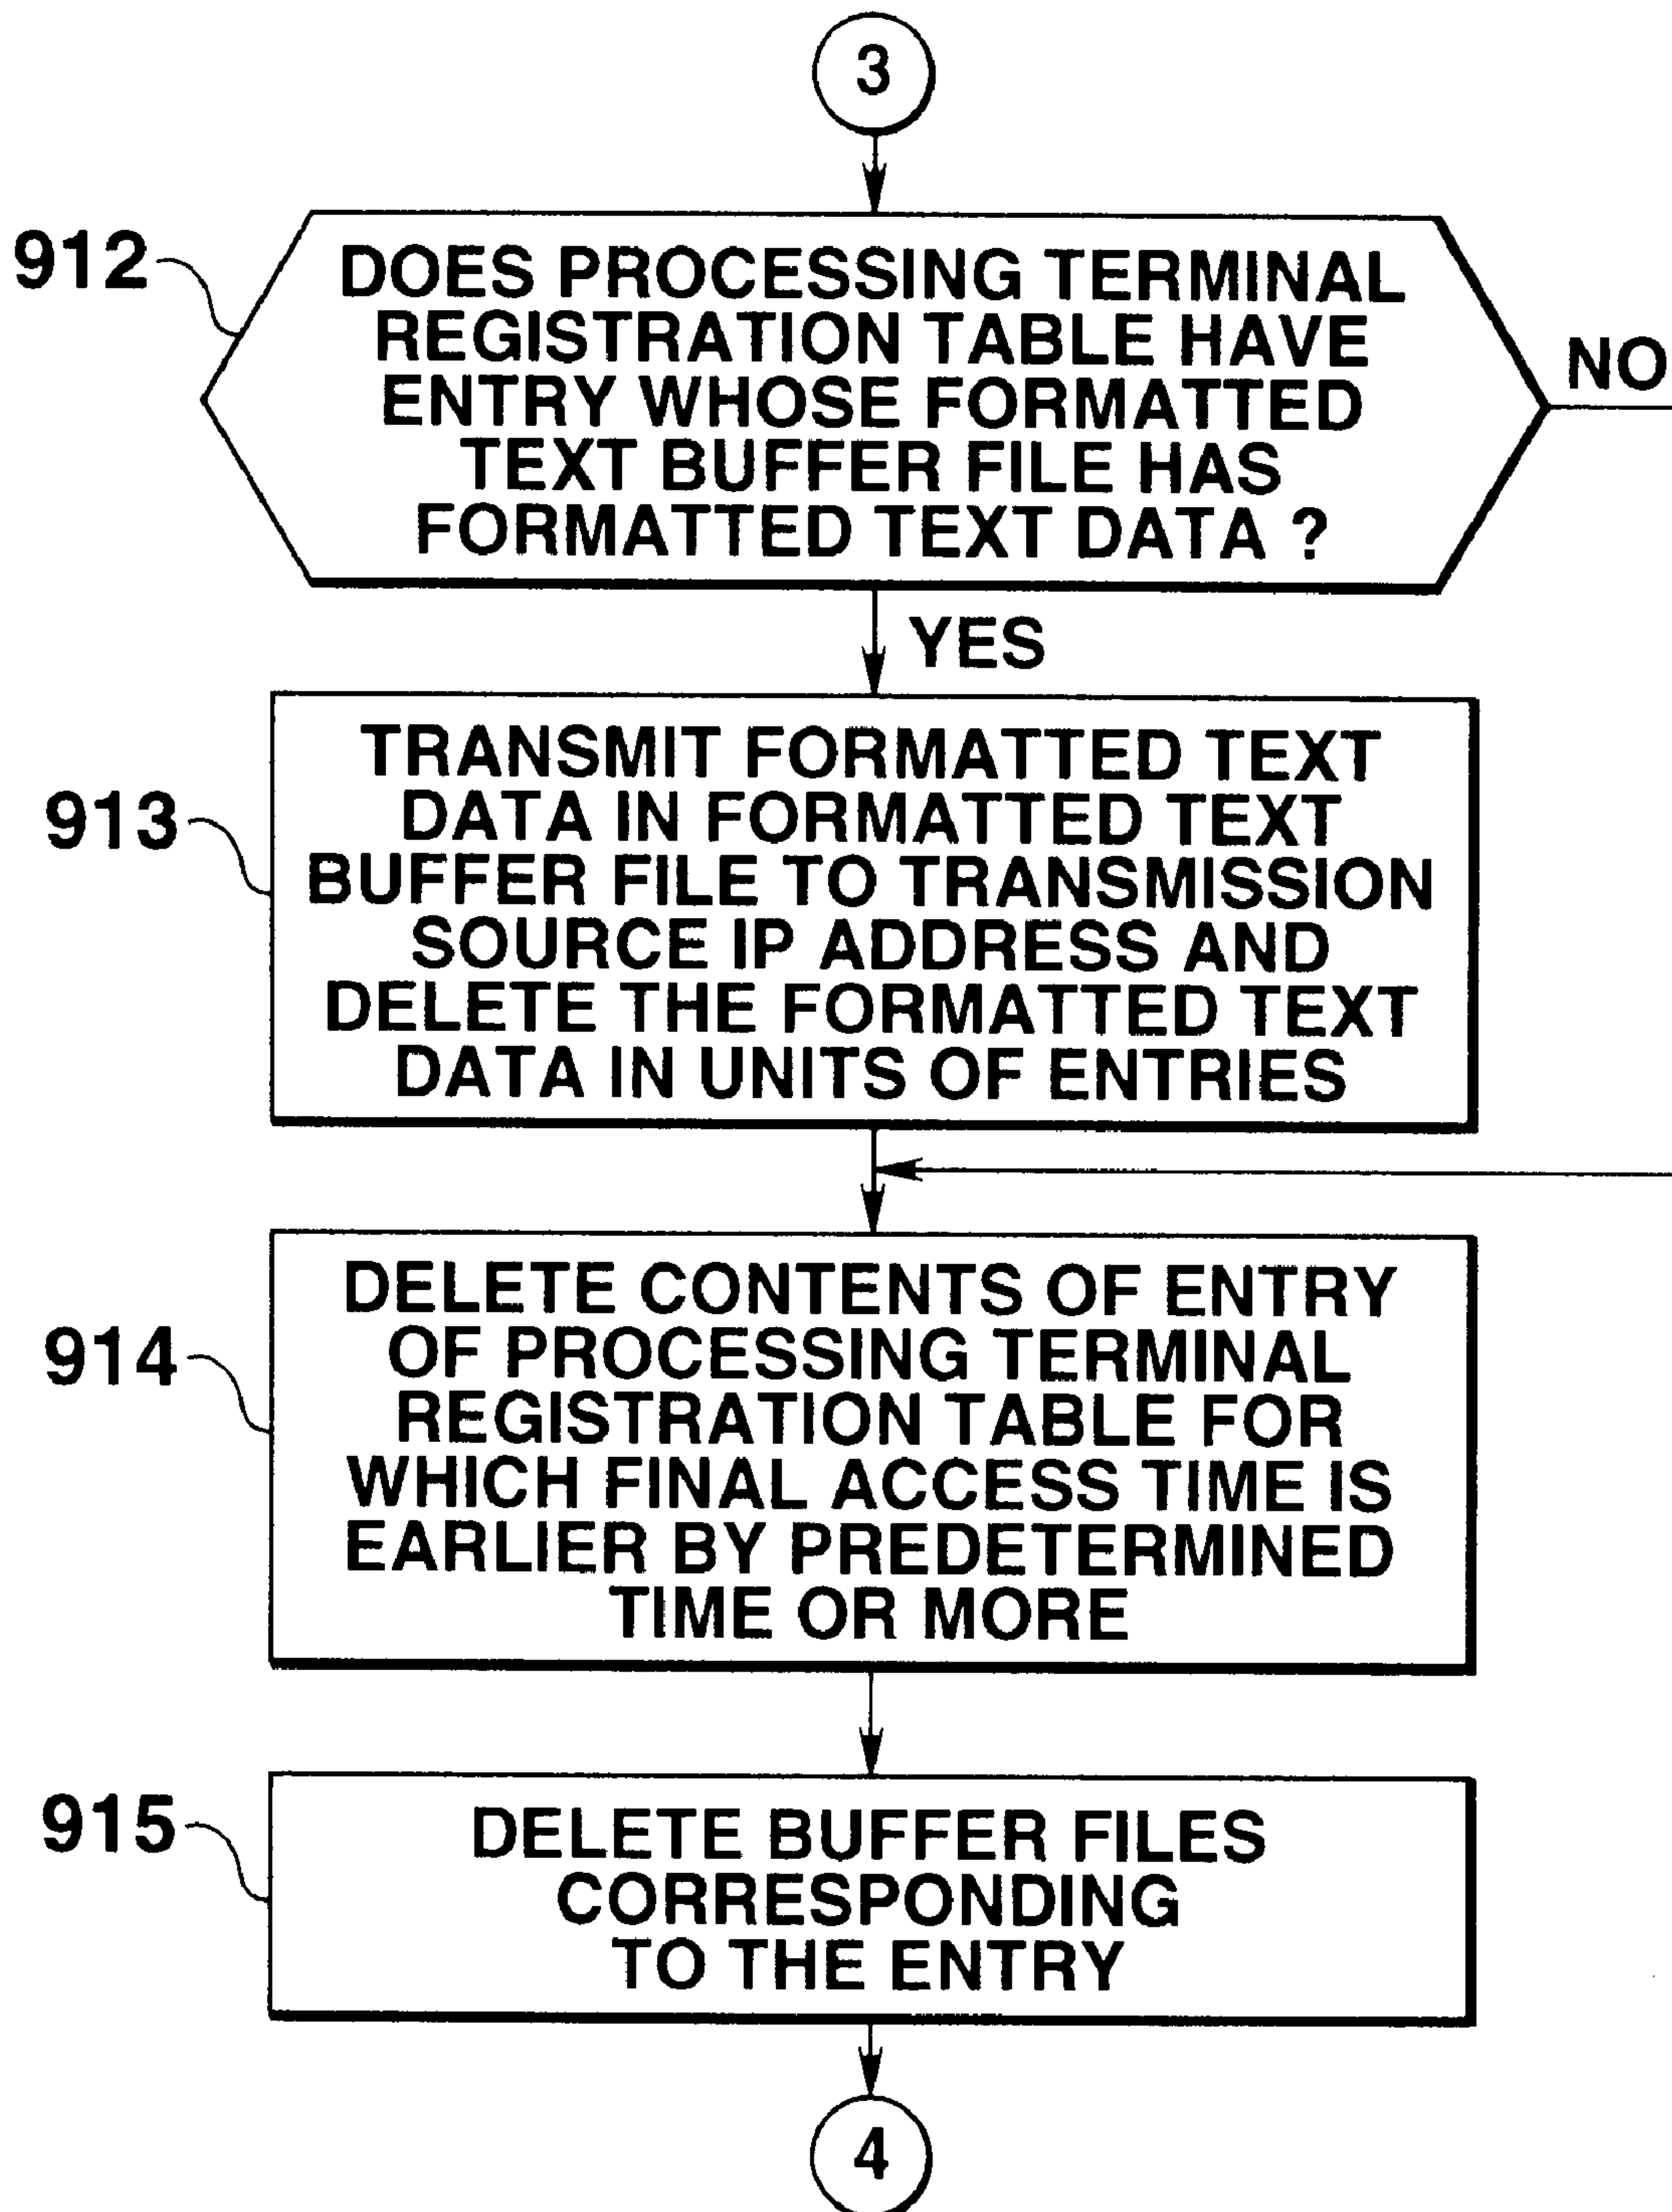 3
912
DOES PROCESSING TERMINAL
REGISTRATION TABLE HAVE
ENTRY WHOSE FORMATTED
TEXT BUFFER FILE HAS
FORMATTED TEXT DATA ?
NO
YES
913
TRANSMIT FORMATTED TEXT
DATA IN FORMATTED TEXT
BUFFER FILE TO TRANSMISSION
SOURCE IP ADDRESS AND
DELETE THE FORMATTED TEXT
DATA IN UNITS OF ENTRIES
914
DELETE CONTENTS OF ENTRY
OF PROCESSING TERMINAL
REGISTRATION TABLE FOR
WHICH FINAL ACCESS TIME IS
EARLIER BY PREDETERMINED
TIME OR MORE
915
DELETE BUFFER FILES
CORRESPONDING
TO THE ENTRY
4